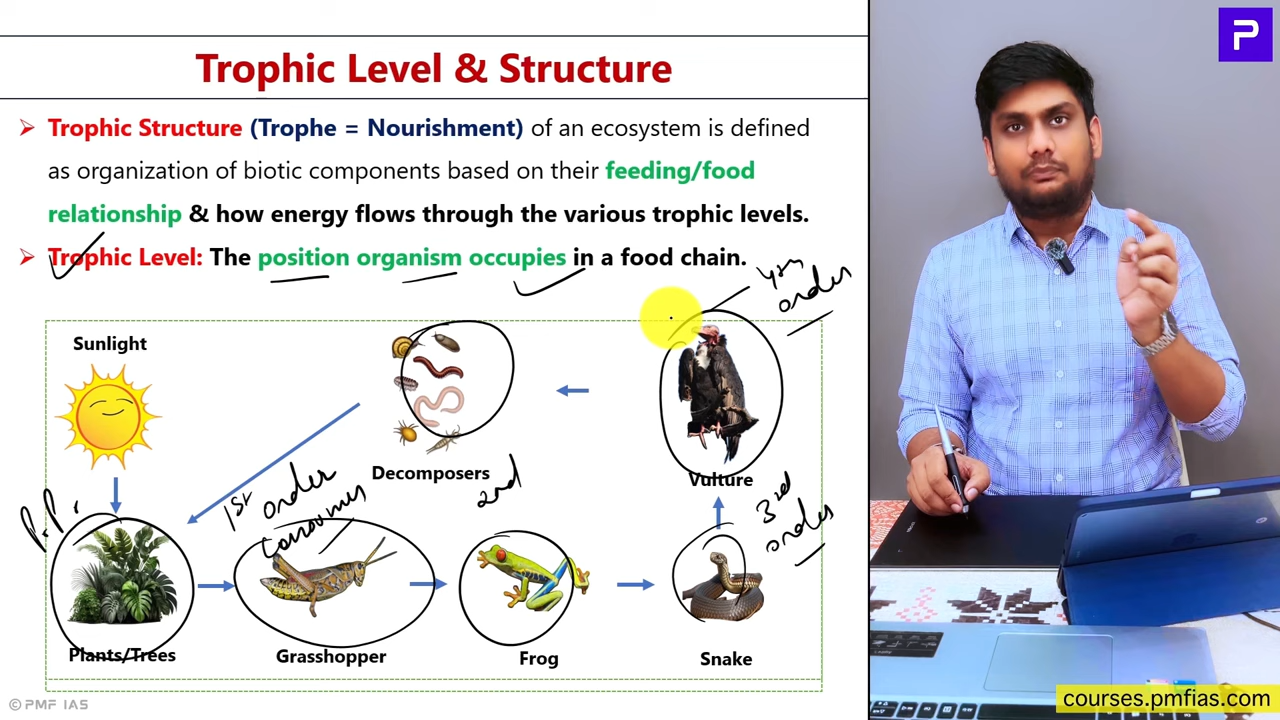 Trophic Level & Structure
➢ Trophic Structure (Trophe = Nourishment) of an ecosystem is defined
as organization of biotic components based on their feeding/food
relationship & how energy flows through the various trophic levels.
➢ Trophic Level: The position organism occupies in a food chain.
order
Sunlight
Decomposers
Vulture
P.P.
1st order
2nd
3rd
order
Plants/Trees
Grasshopper
Frog
Snake
© PMF IAS
P
courses.pmfias.com